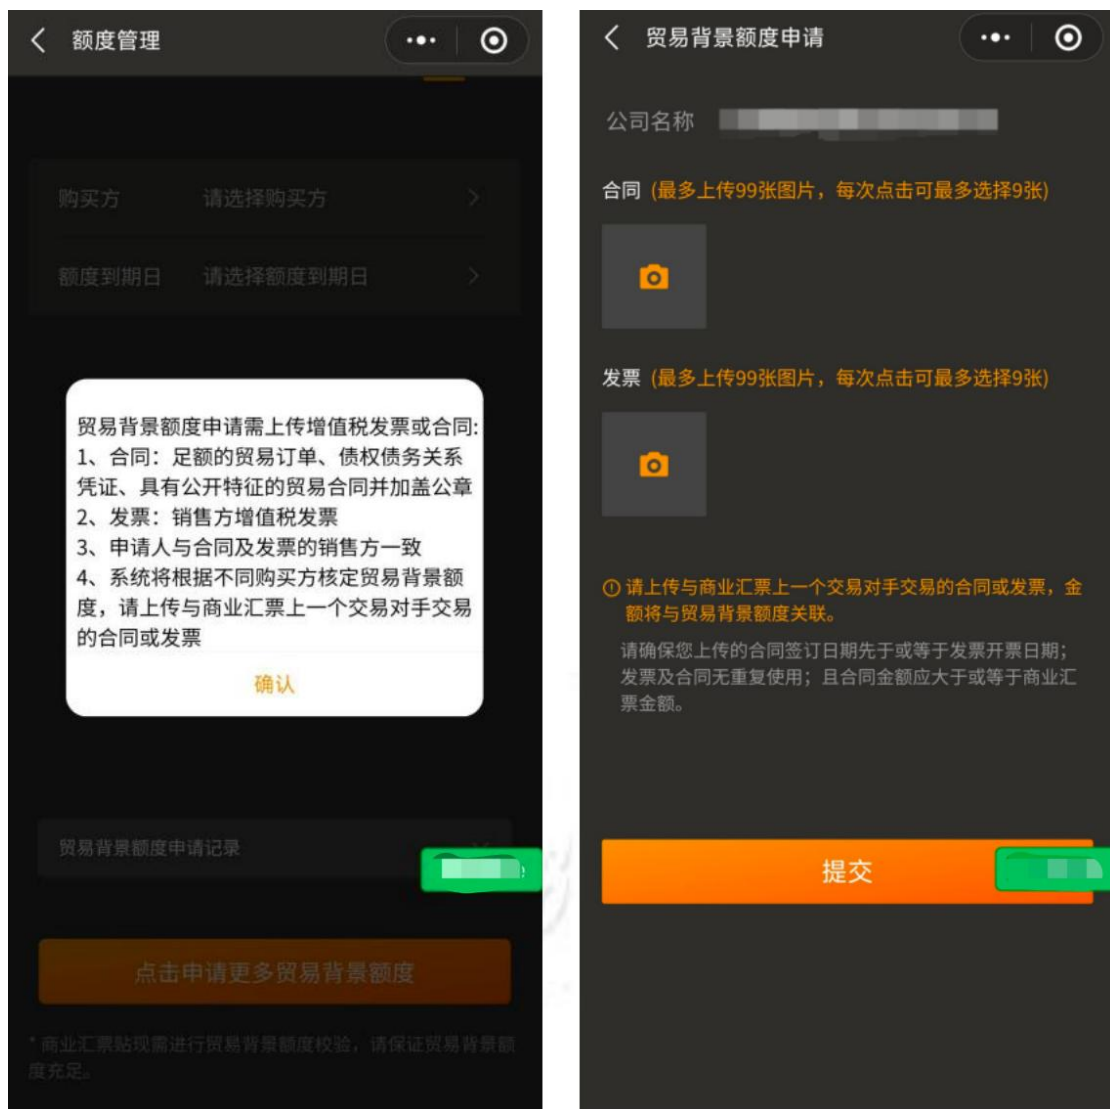 额度管理
购买方 请选择购买方
额度到期日 请选择额度到期日
贸易背景额度申请需上传增值税发票或合同:
1、合同：足额的贸易订单、债权债务关系
凭证、具有公开特征的贸易合同并加盖公章
2、发票：销售方增值税发票
3、申请人与合同及发票的销售方一致
4、系统将根据不同购买方核定贸易背景额
度，请上传与商业汇票上一个交易对手交易
的合同或发票
确认
贸易背景额度申请记录
点击申请更多贸易背景额度
* 商业汇票贴现需进行贸易背景额度校验，请保证贸易背景额
度充足。
贸易背景额度申请
公司名称
合同 (最多上传99张图片，每次点击可最多选择9张)
发票 (最多上传99张图片，每次点击可最多选择9张)
请上传与商业汇票上一个交易对手交易的合同或发票，金
额将与贸易背景额度关联。
请确保您上传的合同签订日期先于或等于发票开票日期；
发票及合同无重复使用；且合同金额应大于或等于商业汇
票金额。
提交